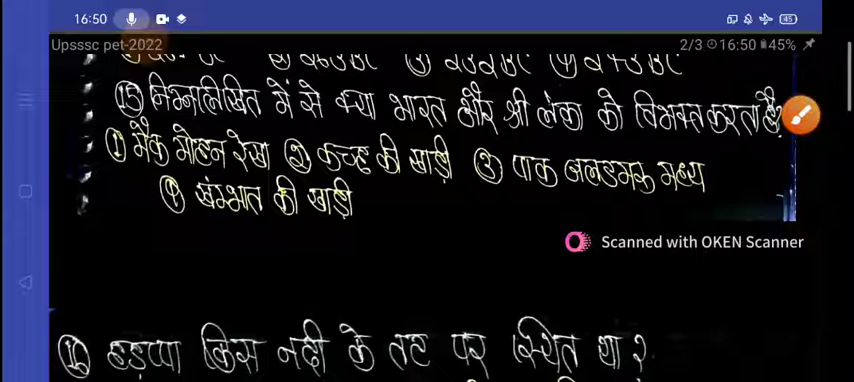 16:50 45
Upsssc pet-2022 2/3 16:50 45%
⑮ निम्नलिखित में से क्या भारत और श्री लंका को विभक्त करता है?
① मैक मोहन रेखा ② कच्छ की खाड़ी ③ पाक जलडमरू मध्य
④ खंम्भात की खाड़ी
Scanned with OKEN Scanner
⑯ हड़प्पा किस नदी के तट पर स्थित था ?